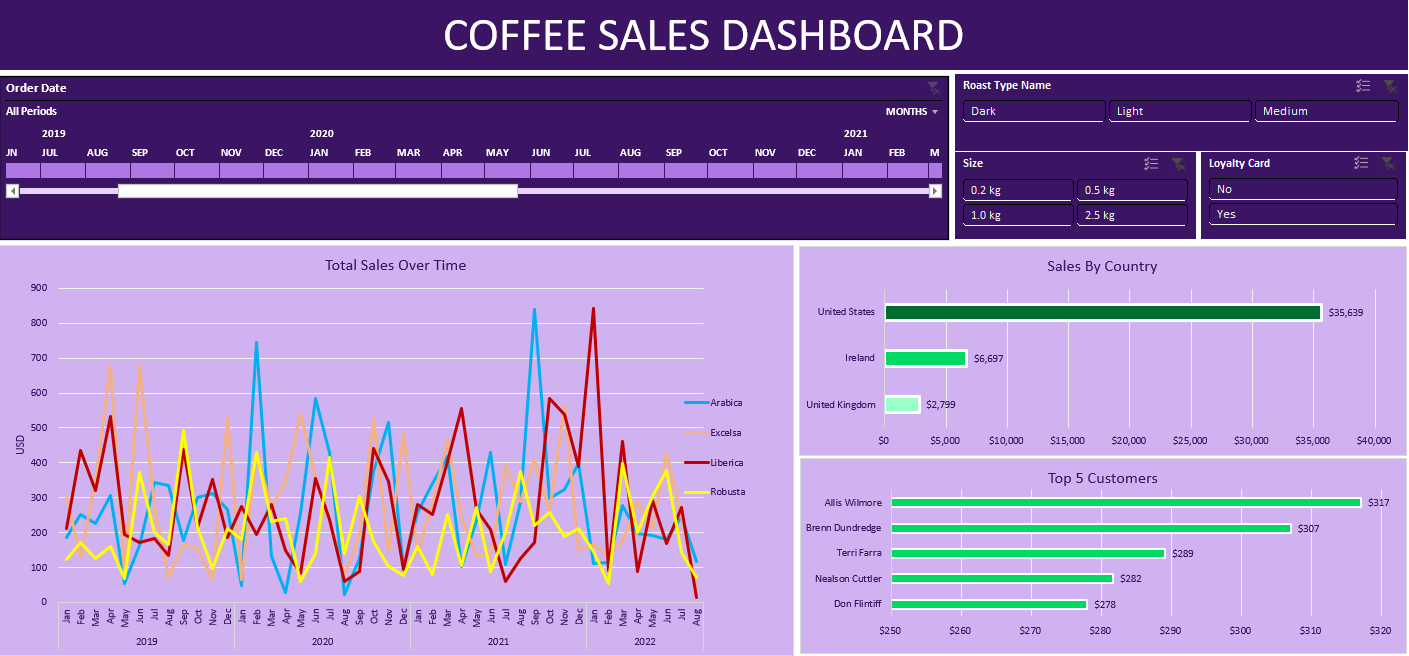 COFFEE SALES DASHBOARD
Order Date
All Periods
MONTHS
2019 2020 2021
JN JUL AUG SEP OCT NOV DEC JAN FEB MAR APR MAY JUN JUL AUG SEP OCT NOV DEC JAN FEB M
Roast Type Name
Dark Light Medium
Size
0.2 kg 0.5 kg
1.0 kg 2.5 kg
Loyalty Card
No
Yes
Total Sales Over Time
900
800
700
600
500
400
300
200
100
0
USD
Arabica
Excelsa
Liberica
Robusta
Jan Feb Mar Apr May Jun Jul Aug Sep Oct Nov Dec Jan Feb Mar Apr May Jun Jul Aug Sep Oct Nov Dec Jan Feb Mar Apr May Jun Jul Aug Sep Oct Nov Dec Jan Feb Mar Apr May Jun Jul Aug
2019 2020 2021 2022
Sales By Country
United States $35,639
Ireland $6,697
United Kingdom $2,799
$0 $5,000 $10,000 $15,000 $20,000 $25,000 $30,000 $35,000 $40,000
Top 5 Customers
Allis Wilmore $317
Brenn Dundredge $307
Terri Farra $289
Nealson Cuttler $282
Don Flintiff $278
$250 $260 $270 $280 $290 $300 $310 $320